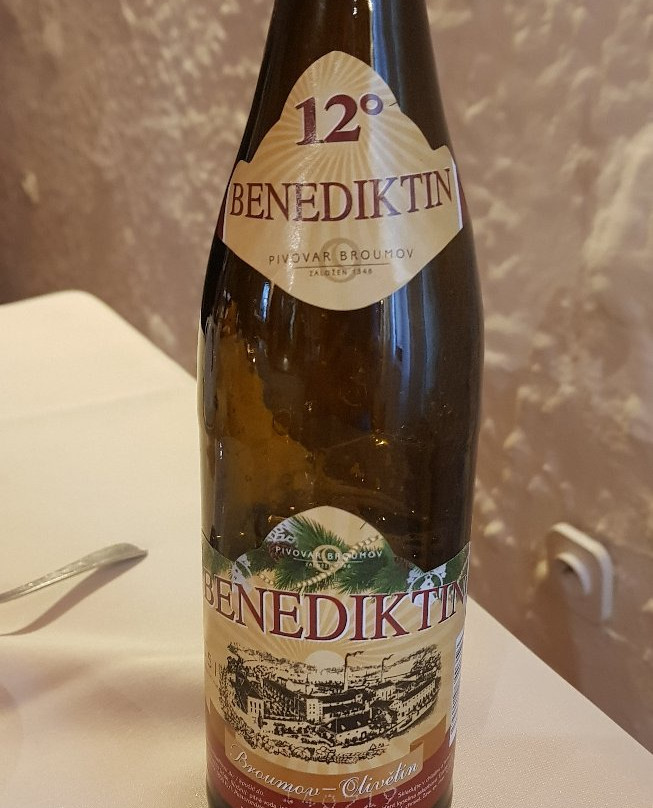 12°
BENEDIKTIN
PIVOVAR BROUMOV
ZALOŽEN 1348
PIVOVAR BROUMOV
BENEDIKTIN
Broumov - Olivětín